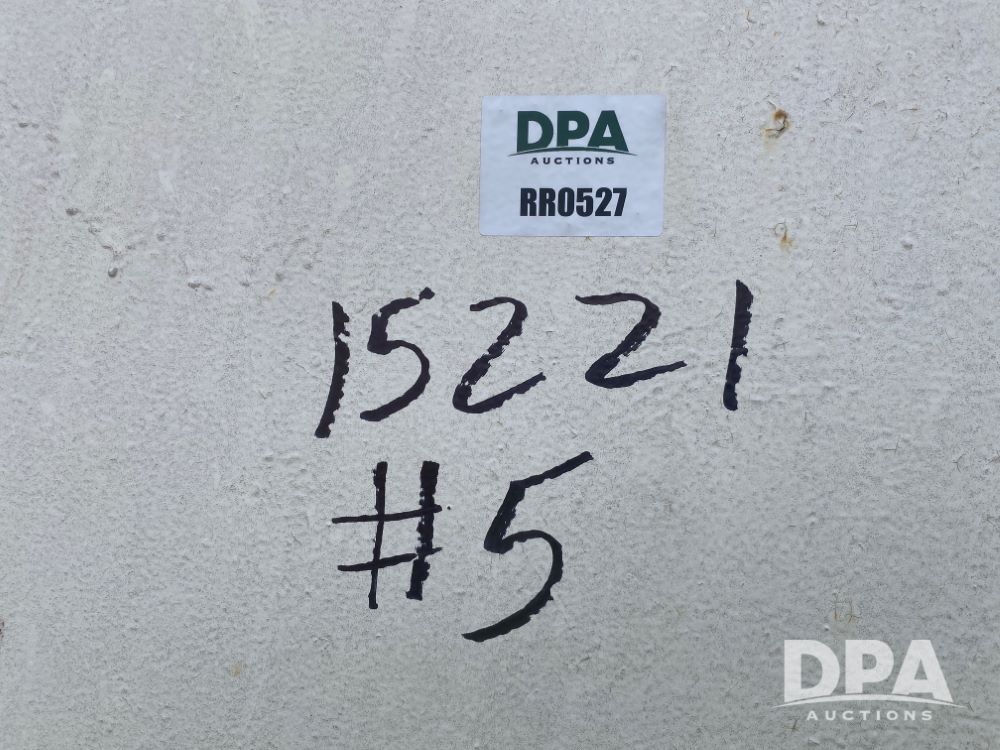 DPA
AUCTIONS
RR0527
15221
#5
DPA
AUCTIONS